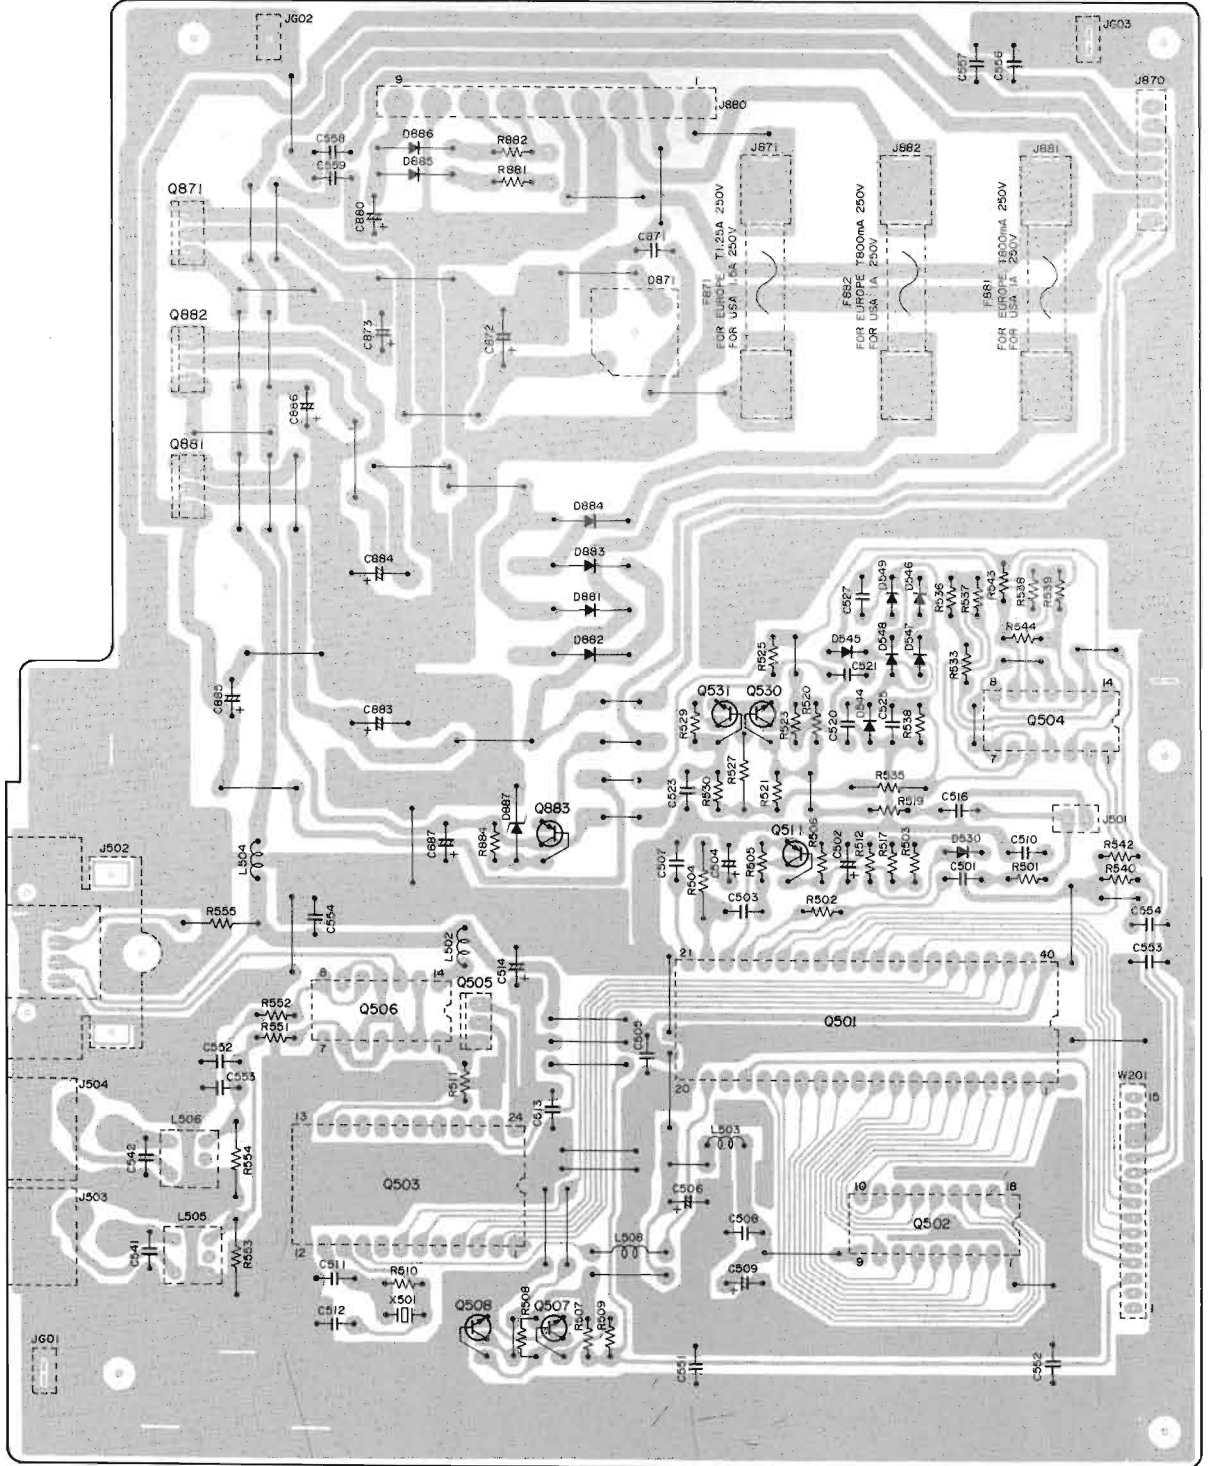 JG02
JG03
C557
C556
J870
9
1
J880
C558
D886
R882
C559
D885
R881
J871
J882
J881
Q871
C880
C871
D871
F871
FOR EUROPE T1.25A 250V
FOR USA 1.5A 250V
F882
FOR EUROPE T800mA 250V
FOR USA 1A 250V
F881
FOR EUROPE T800mA 250V
FOR USA 1A 250V
Q882
C873
C872
C886
Q881
D884
C884
D883
D881
D882
C527
D549
D546
R536
R537
R543
R538
R539
R544
R525
D545
C521
D548
D547
R533
8
14
C885
C883
Q531
Q530
R529
R523
R520
C520
D544
C525
R538
Q504
7
1
R527
C523
R530
R521
R535
R519
C516
J501
D887
Q883
R884
C687
L504
J502
C507
R504
C504
R505
Q511
R506
C502
R512
R517
R503
D530
C501
C510
R501
R542
R540
C503
R502
R555
C554
L502
C514
C554
C553
21
40
8
14
Q505
R552
R551
Q506
7
1
Q501
C505
C552
C553
20
1
W201
15
J504
L506
R511
C513
13
24
L503
C542
R554
Q503
C506
10
18
J503
L505
C508
Q502
C541
R553
12
1
L508
9
1
C511
R510
C509
C512
X501
Q508
R508
Q507
R507
R509
1
JG01
C551
C552